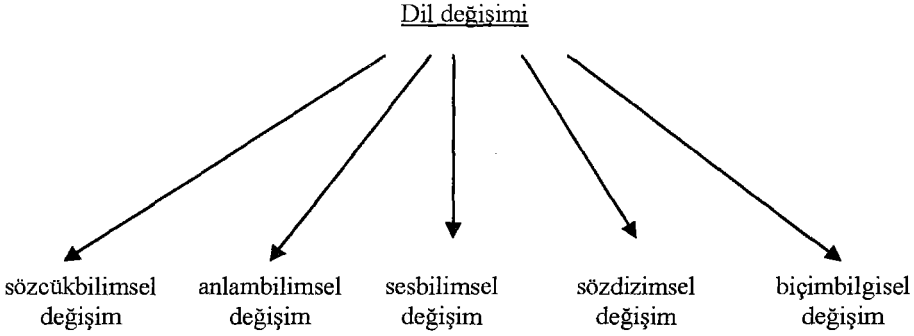 Dil değişimi
sözcükbilimsel değişim
anlambilimsel değişim
sesbilimsel değişim
sözdizimsel değişim
biçimbilgisel değişim